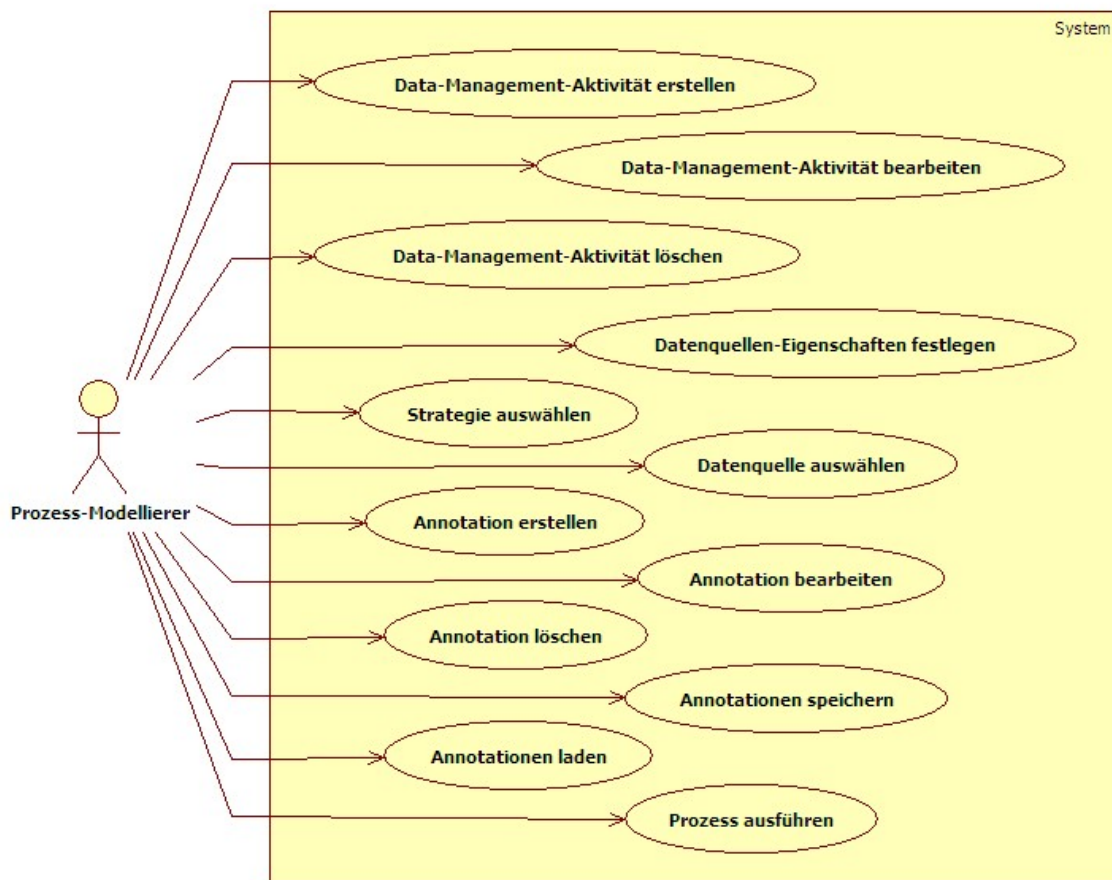 System
Data-Management-Aktivität erstellen
Data-Management-Aktivität bearbeiten
Data-Management-Aktivität löschen
Datenquellen-Eigenschaften festlegen
Strategie auswählen
Datenquelle auswählen
Prozess-Modellierer
Annotation erstellen
Annotation bearbeiten
Annotation löschen
Annotationen speichern
Annotationen laden
Prozess ausführen